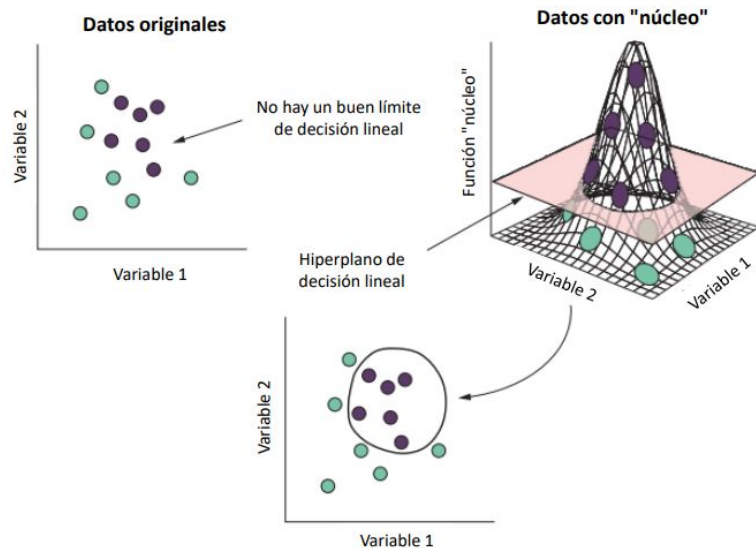 Datos originales
Variable 2
Variable 1
No hay un buen límite
de decisión lineal
Datos con "núcleo"
Función "núcleo"
Variable 2
Variable 1
Hiperplano de
decisión lineal
Variable 2
Variable 1